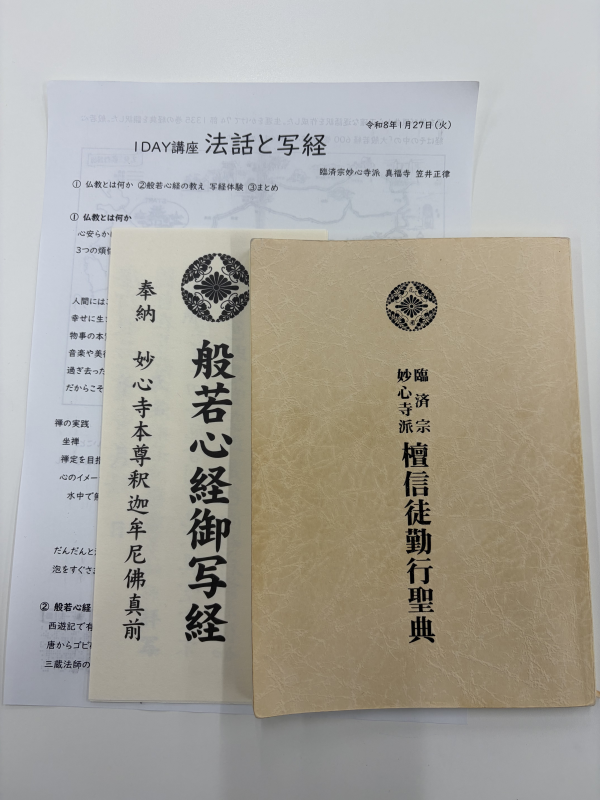 令和8年1月27日(火)
1DAY講座 法話と写経
臨済宗妙心寺派 真福寺 笠井正律
① 仏教とは何か ②般若心経の教え 写経体験 ③まとめ
① 仏教とは何か
心安らか
3つの煩
人間には
幸せに生
物事の本
音楽や美
過ぎ去った
だからこそ
禅の実践
坐禅
禅定を目指
心のイメー
水中で
だんだんと
泡をすぐさま
② 般若心経
西遊記で有
唐からゴビ
三蔵法師の
般若心経御写経
奉納 妙心寺本尊釈迦牟尼佛真前
臨済宗
妙心寺派
檀信徒勤行聖典